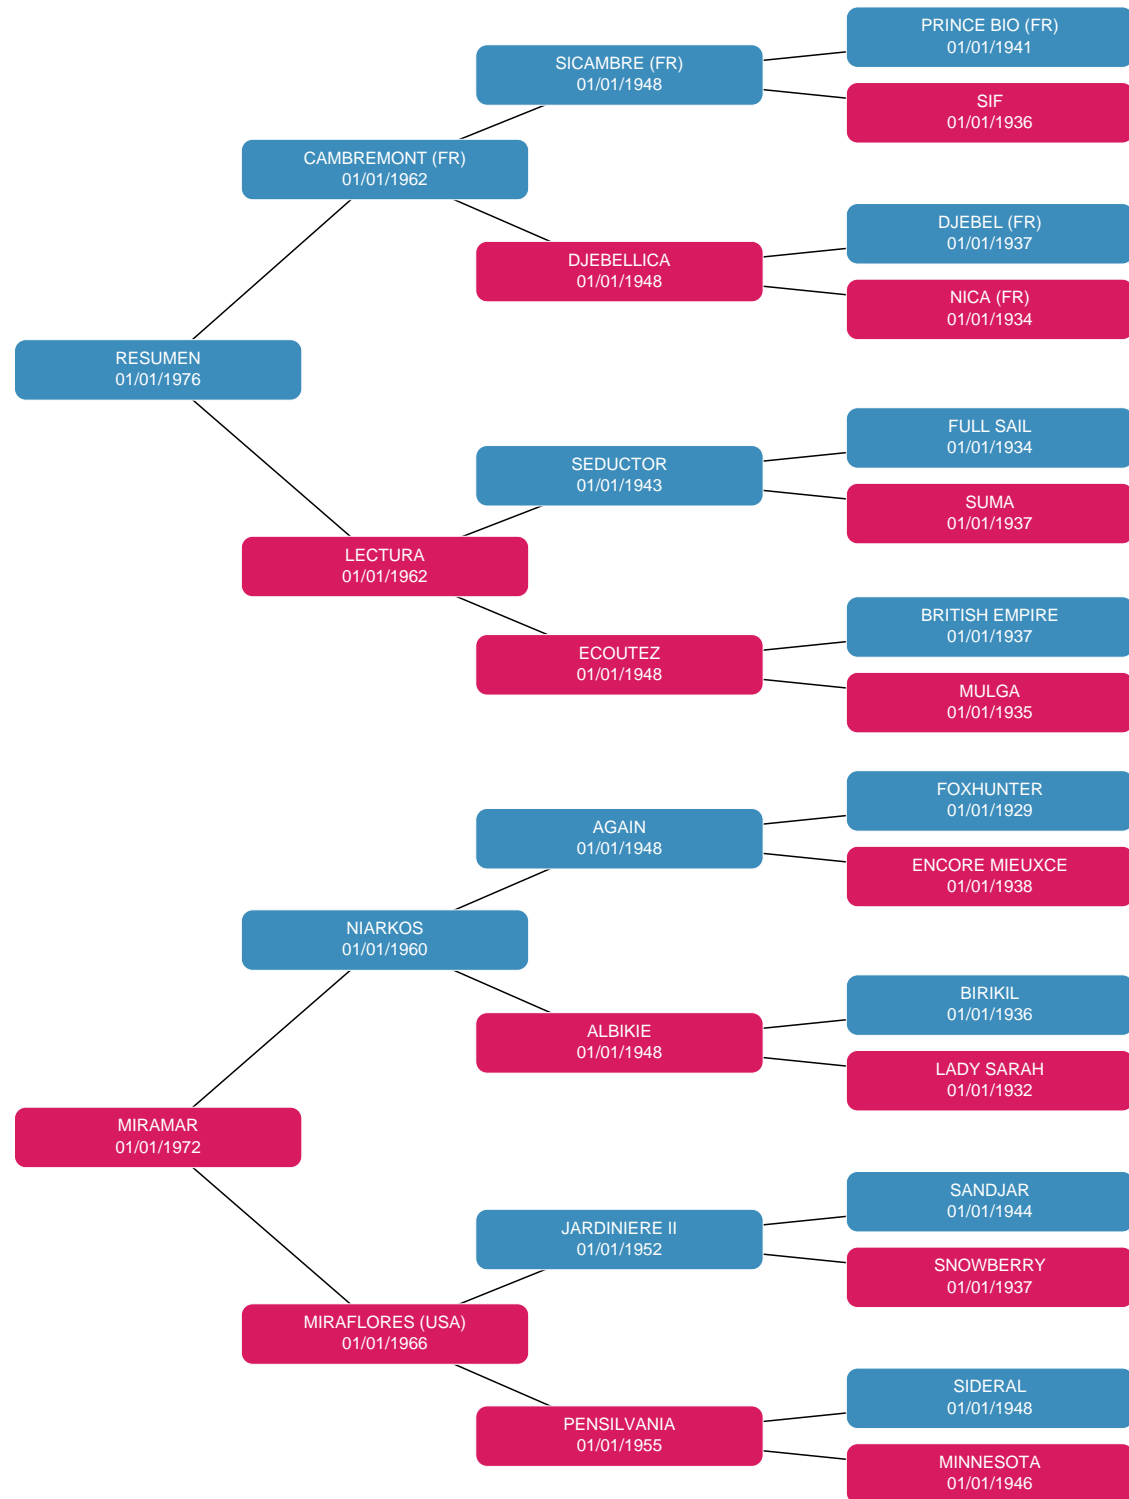 PRINCE BIO (FR)
01/01/1941
SICAMBRE (FR)
01/01/1948
SIF
01/01/1936
CAMBREMONT (FR)
01/01/1962
DJEBEL (FR)
01/01/1937
DJEBELLICA
01/01/1948
NICA (FR)
01/01/1934
RESUMEN
01/01/1976
FULL SAIL
01/01/1934
SEDUCTOR
01/01/1943
SUMA
01/01/1937
LECTURA
01/01/1962
BRITISH EMPIRE
01/01/1937
ECOUTEZ
01/01/1948
MULGA
01/01/1935
FOXHUNTER
01/01/1929
AGAIN
01/01/1948
ENCORE MIEUXCE
01/01/1938
NIARKOS
01/01/1960
BIRIKIL
01/01/1936
ALBIKIE
01/01/1948
LADY SARAH
01/01/1932
MIRAMAR
01/01/1972
SANDJAR
01/01/1944
JARDINIERE II
01/01/1952
SNOWBERRY
01/01/1937
MIRAFLORES (USA)
01/01/1966
SIDERAL
01/01/1948
PENSILVANIA
01/01/1955
MINNESOTA
01/01/1946